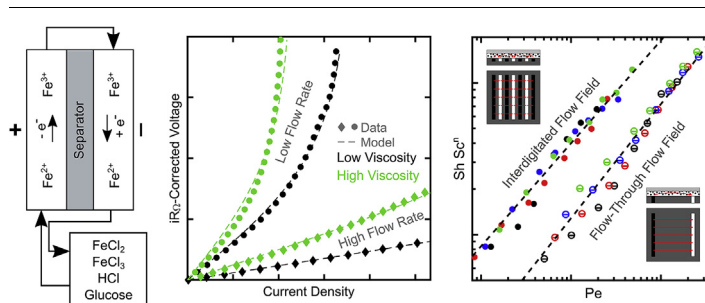 Fe3+
Fe3+
+
- e-
Separator
+ e-
–
Fe2+
Fe2+
FeCl2
FeCl3
HCl
Glucose
iRΩ-Corrected Voltage
Low Flow Rate
Data
Model
Low Viscosity
High Viscosity
High Flow Rate
Current Density
Sh Scn
Interdigitated Flow Field
Flow-Through Flow Field
Pe